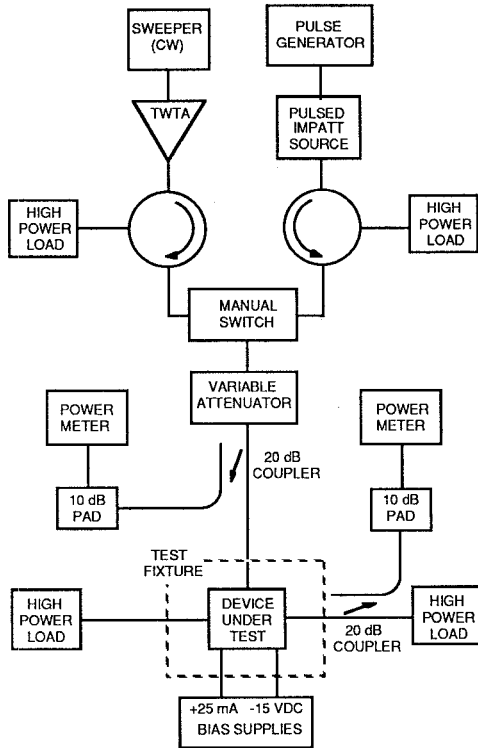 SWEEPER
(CW)
PULSE
GENERATOR
TWTA
PULSED
IMPATT
SOURCE
HIGH
POWER
LOAD
HIGH
POWER
LOAD
MANUAL
SWITCH
VARIABLE
ATTENUATOR
POWER
METER
POWER
METER
20 dB
COUPLER
10 dB
PAD
10 dB
PAD
TEST
FIXTURE
HIGH
POWER
LOAD
DEVICE
UNDER
TEST
HIGH
POWER
LOAD
20 dB
COUPLER
+25 mA -15 VDC
BIAS SUPPLIES